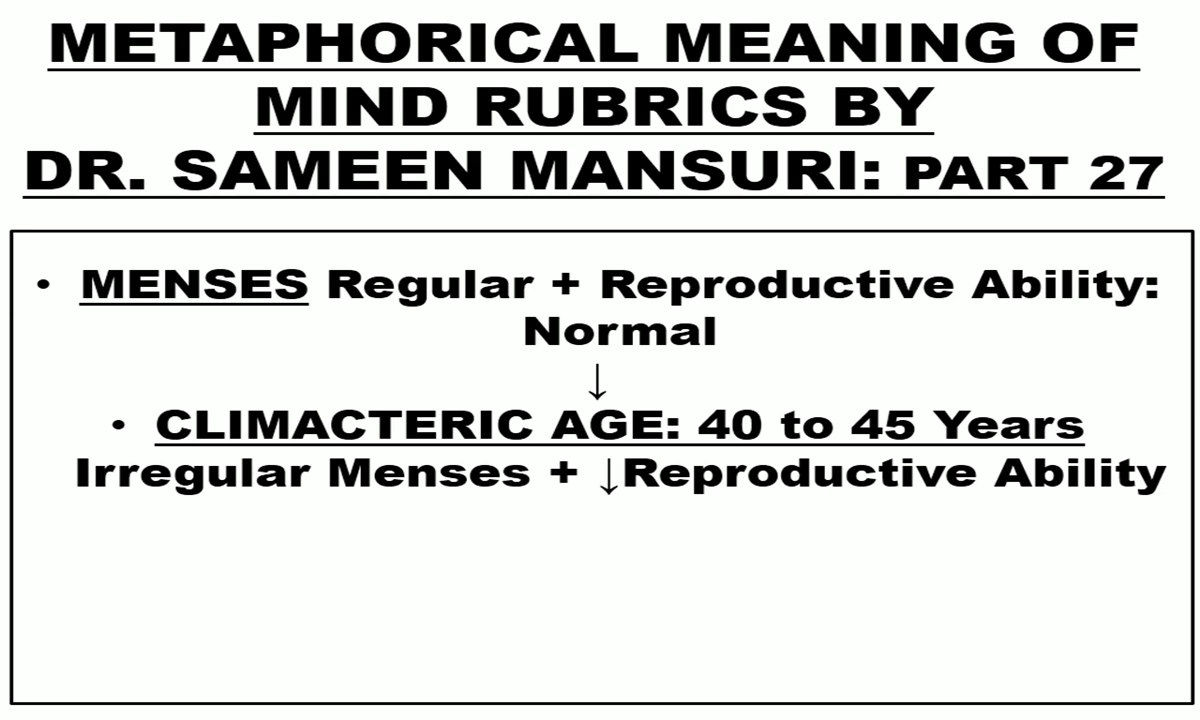 METAPHORICAL MEANING OF
MIND RUBRICS BY
DR. SAMEEN MANSURI: PART 27
• MENSES Regular + Reproductive Ability:
Normal
↓
• CLIMACTERIC AGE: 40 to 45 Years
Irregular Menses + ↓Reproductive Ability